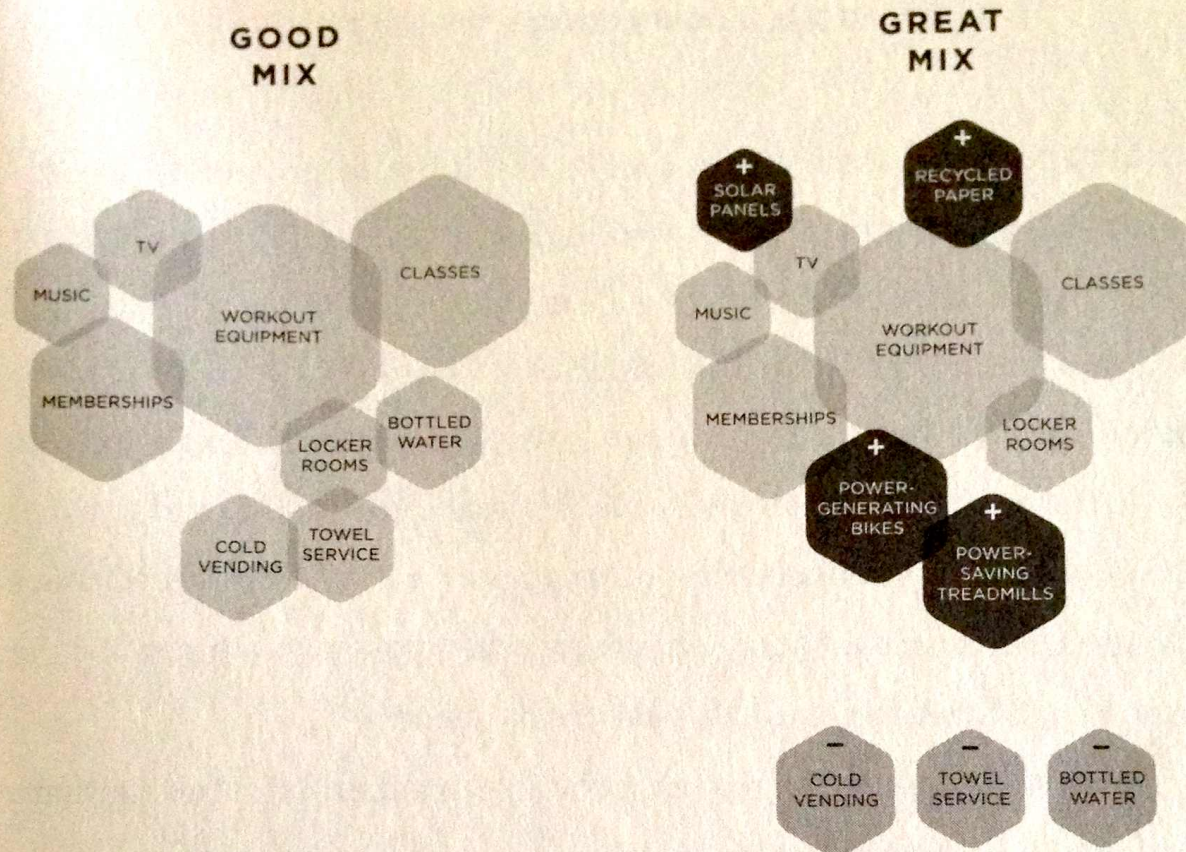 GOOD
MIX
TV
MUSIC
CLASSES
WORKOUT
EQUIPMENT
MEMBERSHIPS
BOTTLED
WATER
LOCKER
ROOMS
TOWEL
SERVICE
COLD
VENDING
GREAT
MIX
+
SOLAR
PANELS
+
RECYCLED
PAPER
TV
MUSIC
CLASSES
WORKOUT
EQUIPMENT
MEMBERSHIPS
LOCKER
ROOMS
+
POWER-
GENERATING
BIKES
+
POWER-
SAVING
TREADMILLS
–
COLD
VENDING
–
TOWEL
SERVICE
–
BOTTLED
WATER